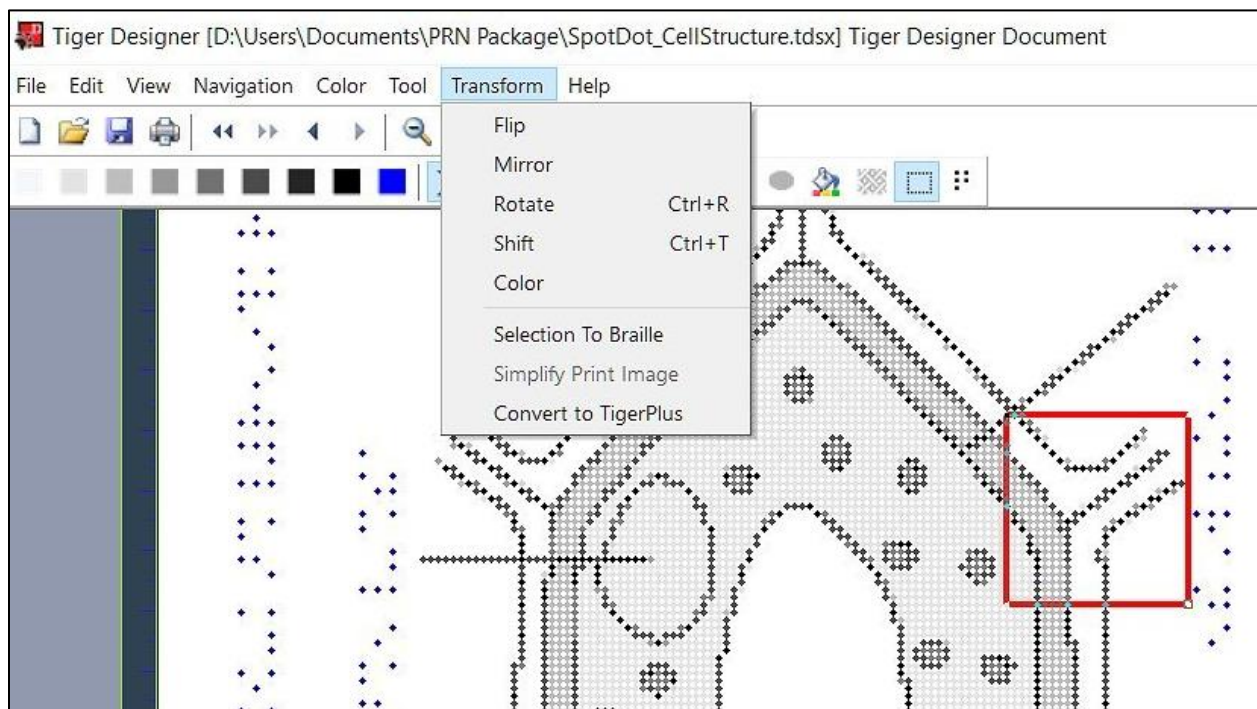 Tiger Designer [D:\Users\Documents\PRN Package\SpotDot_CellStructure.tdsx] Tiger Designer Document
File Edit View Navigation Color Tool Transform Help
Flip
Mirror
Rotate Ctrl+R
Shift Ctrl+T
Color
Selection To Braille
Simplify Print Image
Convert to TigerPlus